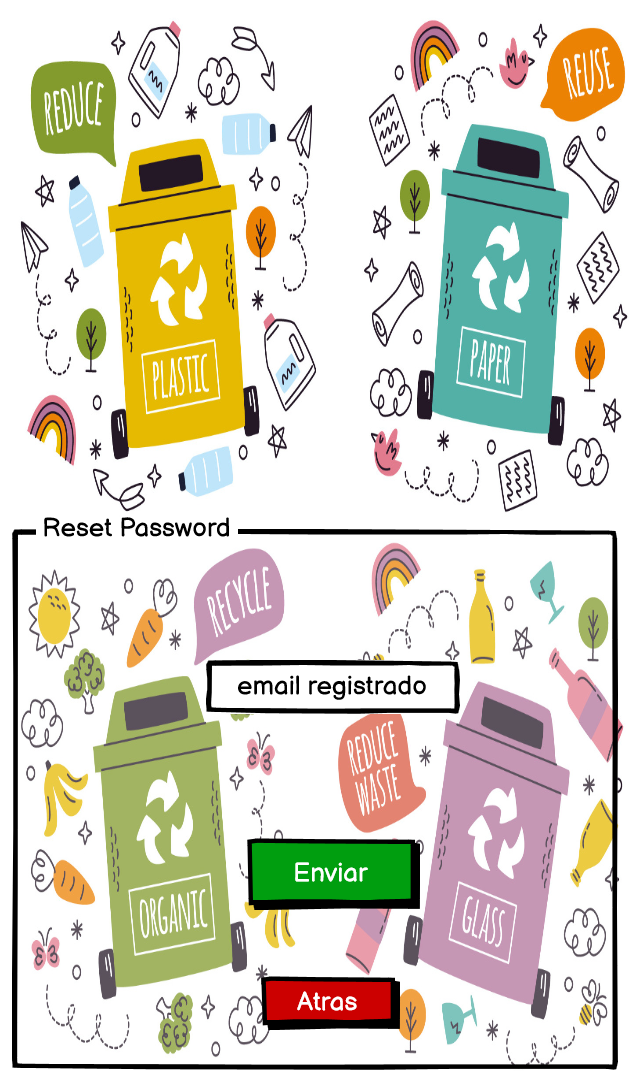 REDUCE
REUSE
PLASTIC
PAPER
Reset Password
RECYCLE
email registrado
REDUCE
WASTE
Enviar
ORGANIC
GLASS
Atras